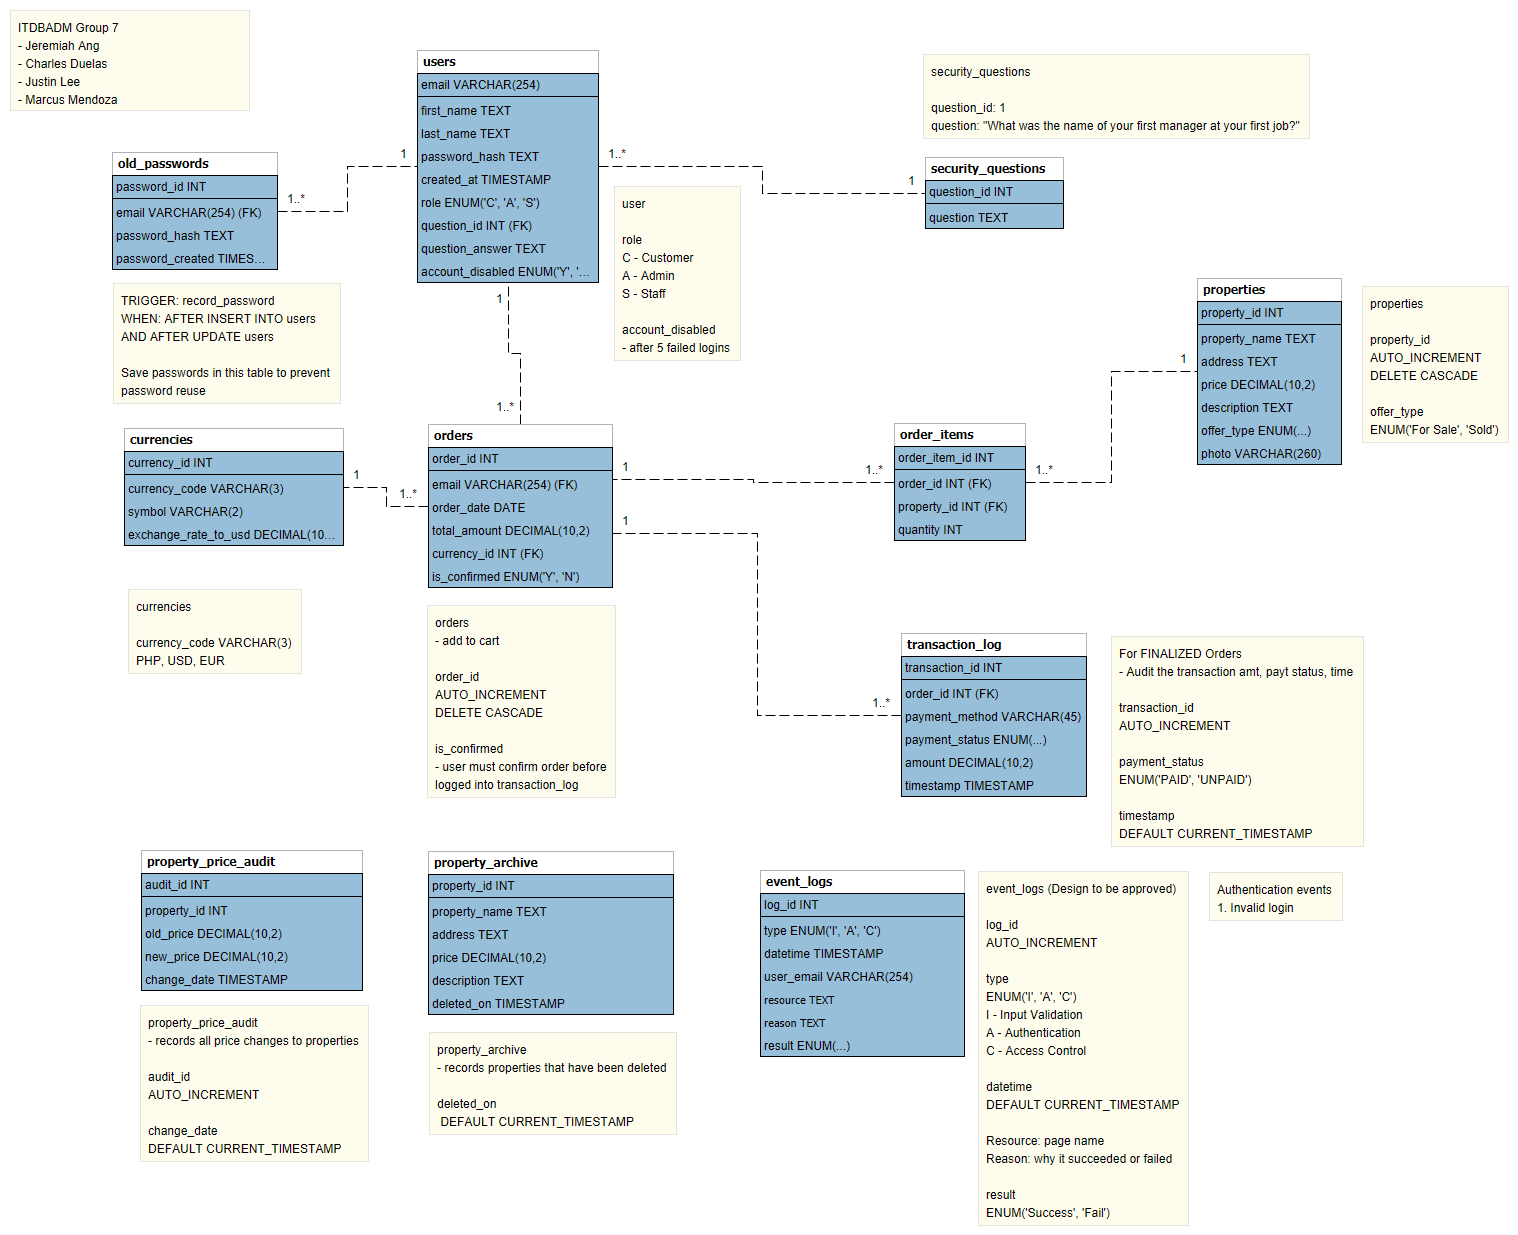 ITDBADM Group 7
- Jeremiah Ang
- Charles Duelas
- Justin Lee
- Marcus Mendoza
users
email VARCHAR(254)
first_name TEXT
last_name TEXT
password_hash TEXT
created_at TIMESTAMP
role ENUM('C', 'A', 'S')
question_id INT (FK)
question_answer TEXT
account_disabled ENUM('Y', '...
security_questions
question_id: 1
question: "What was the name of your first manager at your first job?"
old_passwords
password_id INT
email VARCHAR(254) (FK)
password_hash TEXT
password_created TIMES...
1
1..*
1..*
1
security_questions
question_id INT
question TEXT
user
role
C - Customer
A - Admin
S - Staff
account_disabled
- after 5 failed logins
TRIGGER: record_password
WHEN: AFTER INSERT INTO users
AND AFTER UPDATE users
Save passwords in this table to prevent
password reuse
1
1..*
properties
property_id INT
property_name TEXT
address TEXT
price DECIMAL(10,2)
description TEXT
offer_type ENUM(...)
photo VARCHAR(260)
properties
property_id
AUTO_INCREMENT
DELETE CASCADE
offer_type
ENUM('For Sale', 'Sold')
currencies
currency_id INT
currency_code VARCHAR(3)
symbol VARCHAR(2)
exchange_rate_to_usd DECIMAL(10...
1
1..*
orders
order_id INT
email VARCHAR(254) (FK)
order_date DATE
total_amount DECIMAL(10,2)
currency_id INT (FK)
is_confirmed ENUM('Y', 'N')
1
1..*
order_items
order_item_id INT
order_id INT (FK)
property_id INT (FK)
quantity INT
1
1..*
1
1..*
currencies
currency_code VARCHAR(3)
PHP, USD, EUR
orders
- add to cart
order_id
AUTO_INCREMENT
DELETE CASCADE
is_confirmed
- user must confirm order before
logged into transaction_log
transaction_log
transaction_id INT
order_id INT (FK)
payment_method VARCHAR(45)
payment_status ENUM(...)
amount DECIMAL(10,2)
timestamp TIMESTAMP
For FINALIZED Orders
- Audit the transaction amt, payt status, time
transaction_id
AUTO_INCREMENT
payment_status
ENUM('PAID', 'UNPAID')
timestamp
DEFAULT CURRENT_TIMESTAMP
property_price_audit
audit_id INT
property_id INT
old_price DECIMAL(10,2)
new_price DECIMAL(10,2)
change_date TIMESTAMP
property_archive
property_id INT
property_name TEXT
address TEXT
price DECIMAL(10,2)
description TEXT
deleted_on TIMESTAMP
event_logs
log_id INT
type ENUM('I', 'A', 'C')
datetime TIMESTAMP
user_email VARCHAR(254)
resource TEXT
reason TEXT
result ENUM(...)
event_logs (Design to be approved)
log_id
AUTO_INCREMENT
type
ENUM('I', 'A', 'C')
I - Input Validation
A - Authentication
C - Access Control
datetime
DEFAULT CURRENT_TIMESTAMP
Resource: page name
Reason: why it succeeded or failed
result
ENUM('Success', 'Fail')
Authentication events
1. Invalid login
property_price_audit
- records all price changes to properties
audit_id
AUTO_INCREMENT
change_date
DEFAULT CURRENT_TIMESTAMP
property_archive
- records properties that have been deleted
deleted_on
DEFAULT CURRENT_TIMESTAMP